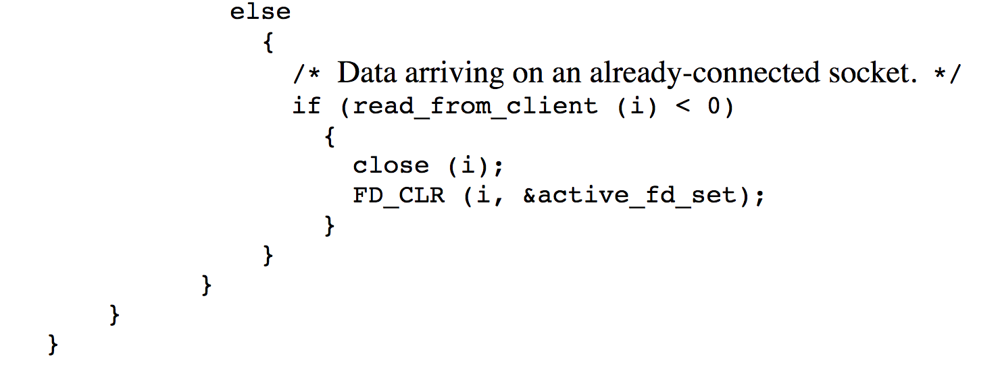 else
{
/* Data arriving on an already-connected socket. */
if (read_from_client (i) < 0)
{
close (i);
FD_CLR (i, &active_fd_set);
}
}
}
}
}